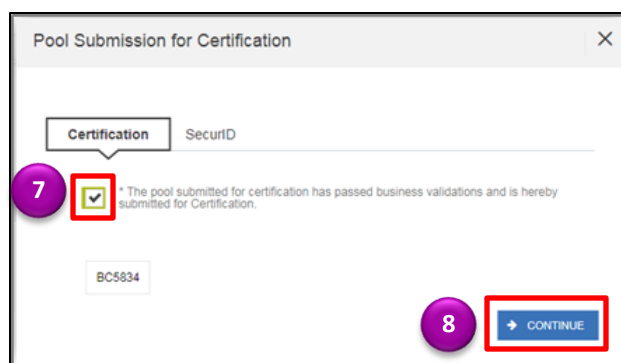 Pool Submission for Certification
Certification SecurID
7
* The pool submitted for certification has passed business validations and is hereby
submitted for Certification.
BC5834
8
CONTINUE